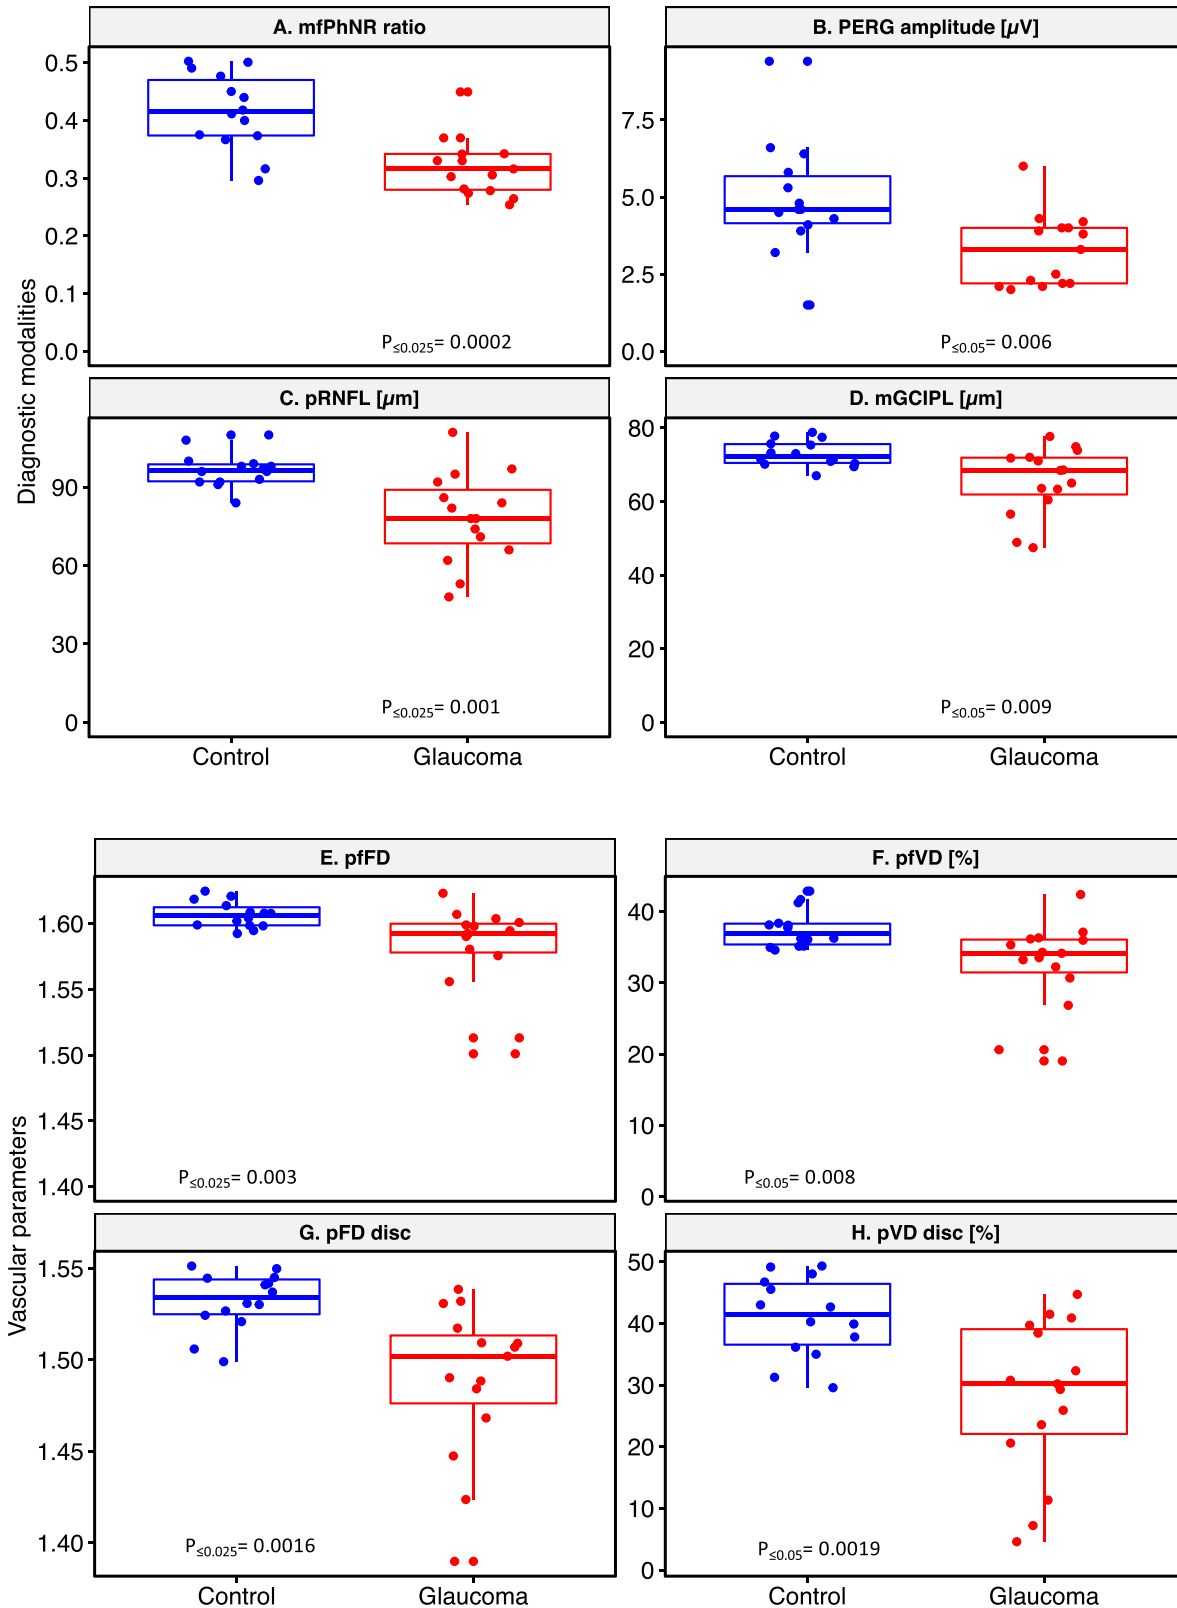 A. mfPhNR ratio
B. PERG amplitude [µV]
0.5
0.4
0.3
0.2
0.1
0.0
7.5
5.0
2.5
0.0
P≤0.025= 0.0002
P≤0.05= 0.006
Diagnostic modalities
C. pRNFL [µm]
D. mGCIPL [µm]
90
60
30
0
80
60
40
20
0
P≤0.025= 0.001
P≤0.05= 0.009
Control
Glaucoma
Control
Glaucoma
E. pfFD
F. pfVD [%]
1.60
1.55
1.50
1.45
1.40
40
30
20
10
0
P≤0.025= 0.003
P≤0.05= 0.008
Vascular parameters
G. pFD disc
H. pVD disc [%]
1.55
1.50
1.45
1.40
50
40
30
20
10
0
P≤0.025= 0.0016
P≤0.05= 0.0019
Control
Glaucoma
Control
Glaucoma